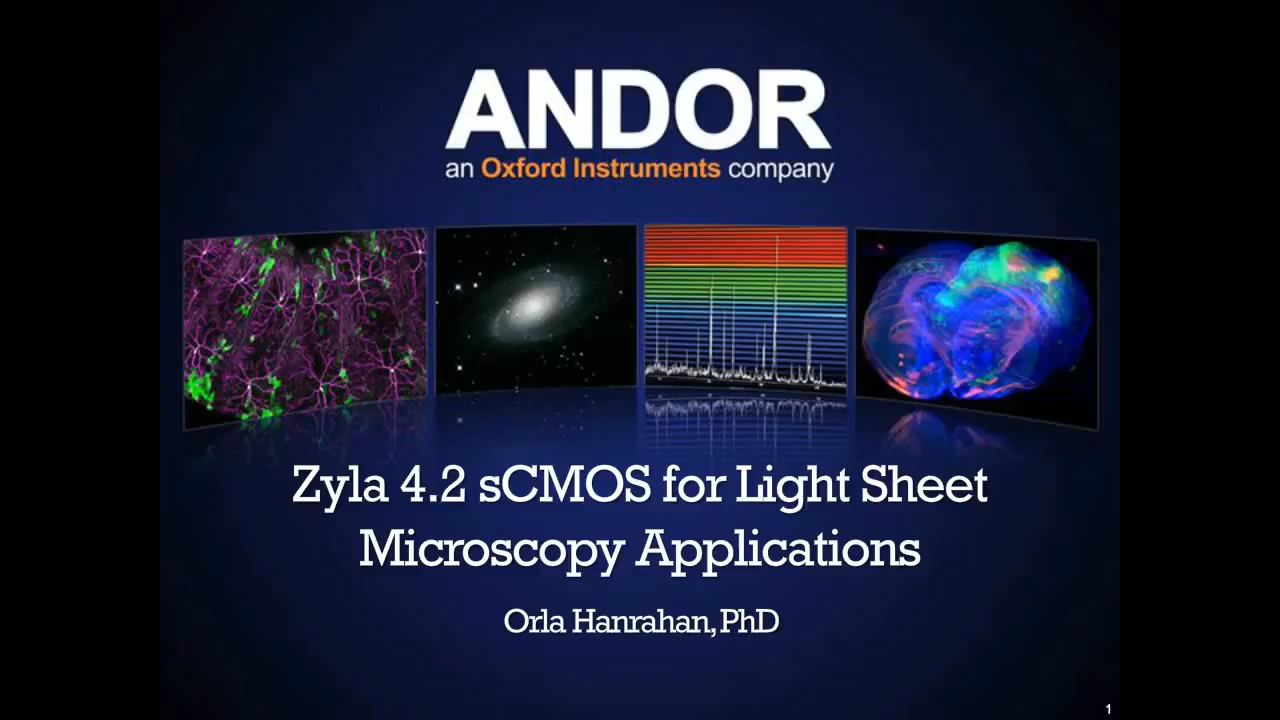 ANDOR
an Oxford Instruments company
Zyla 4.2 sCMOS for Light Sheet
Microscopy Applications
Orla Hanrahan, PhD
1